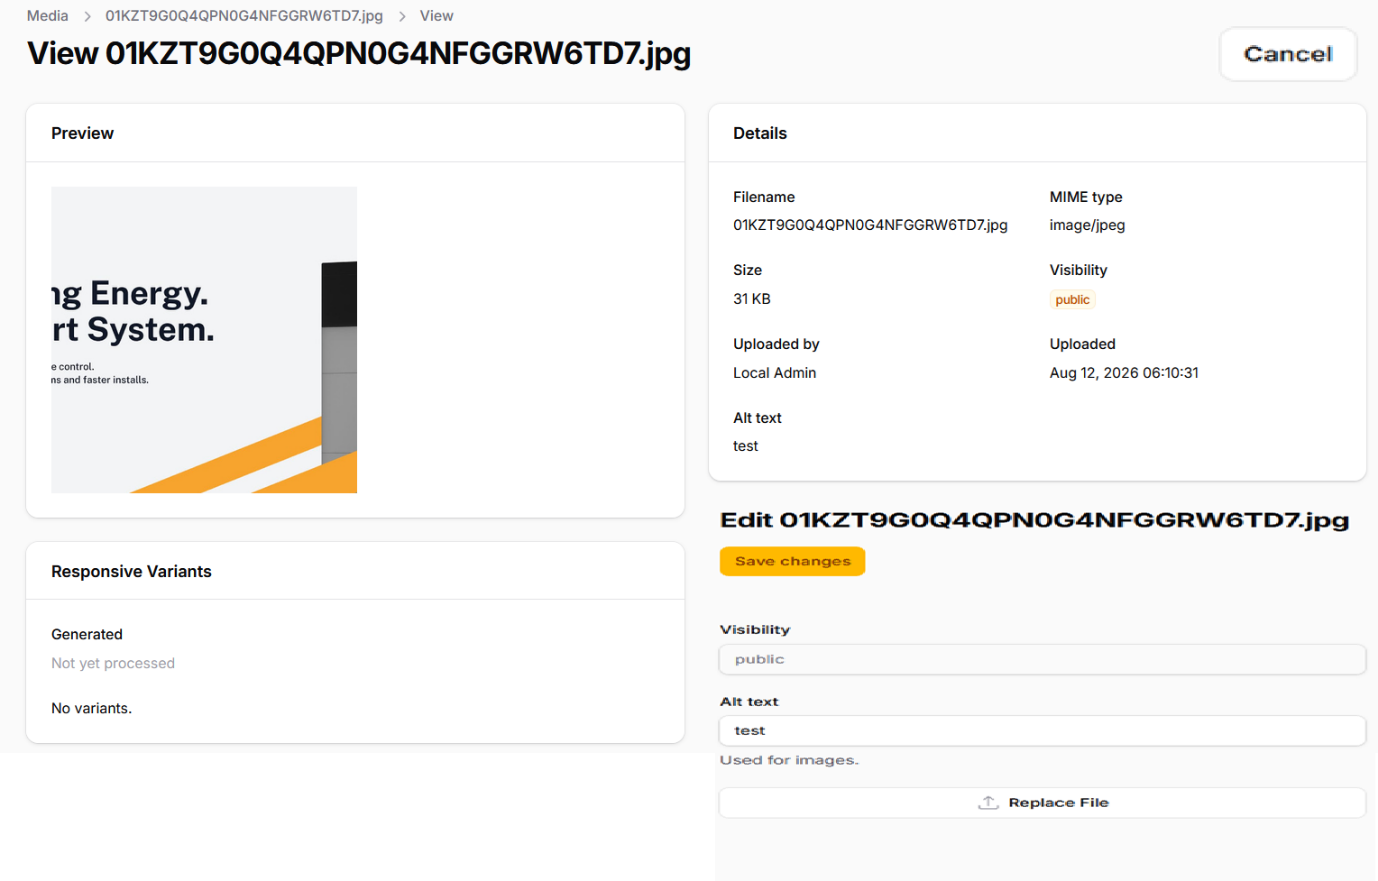 Media > 01KZT9G0Q4QPN0G4NFGGRW6TD7.jpg > View
View 01KZT9G0Q4QPN0G4NFGGRW6TD7.jpg
Cancel
Preview
ng Energy.
rt System.
e control.
ns and faster installs.
Responsive Variants
Generated
Not yet processed
No variants.
Details
Filename
01KZT9G0Q4QPN0G4NFGGRW6TD7.jpg
MIME type
image/jpeg
Size
31 KB
Visibility
public
Uploaded by
Local Admin
Uploaded
Aug 12, 2026 06:10:31
Alt text
test
Edit 01KZT9G0Q4QPN0G4NFGGRW6TD7.jpg
Save changes
Visibility
public
Alt text
test
Used for images.
Replace File